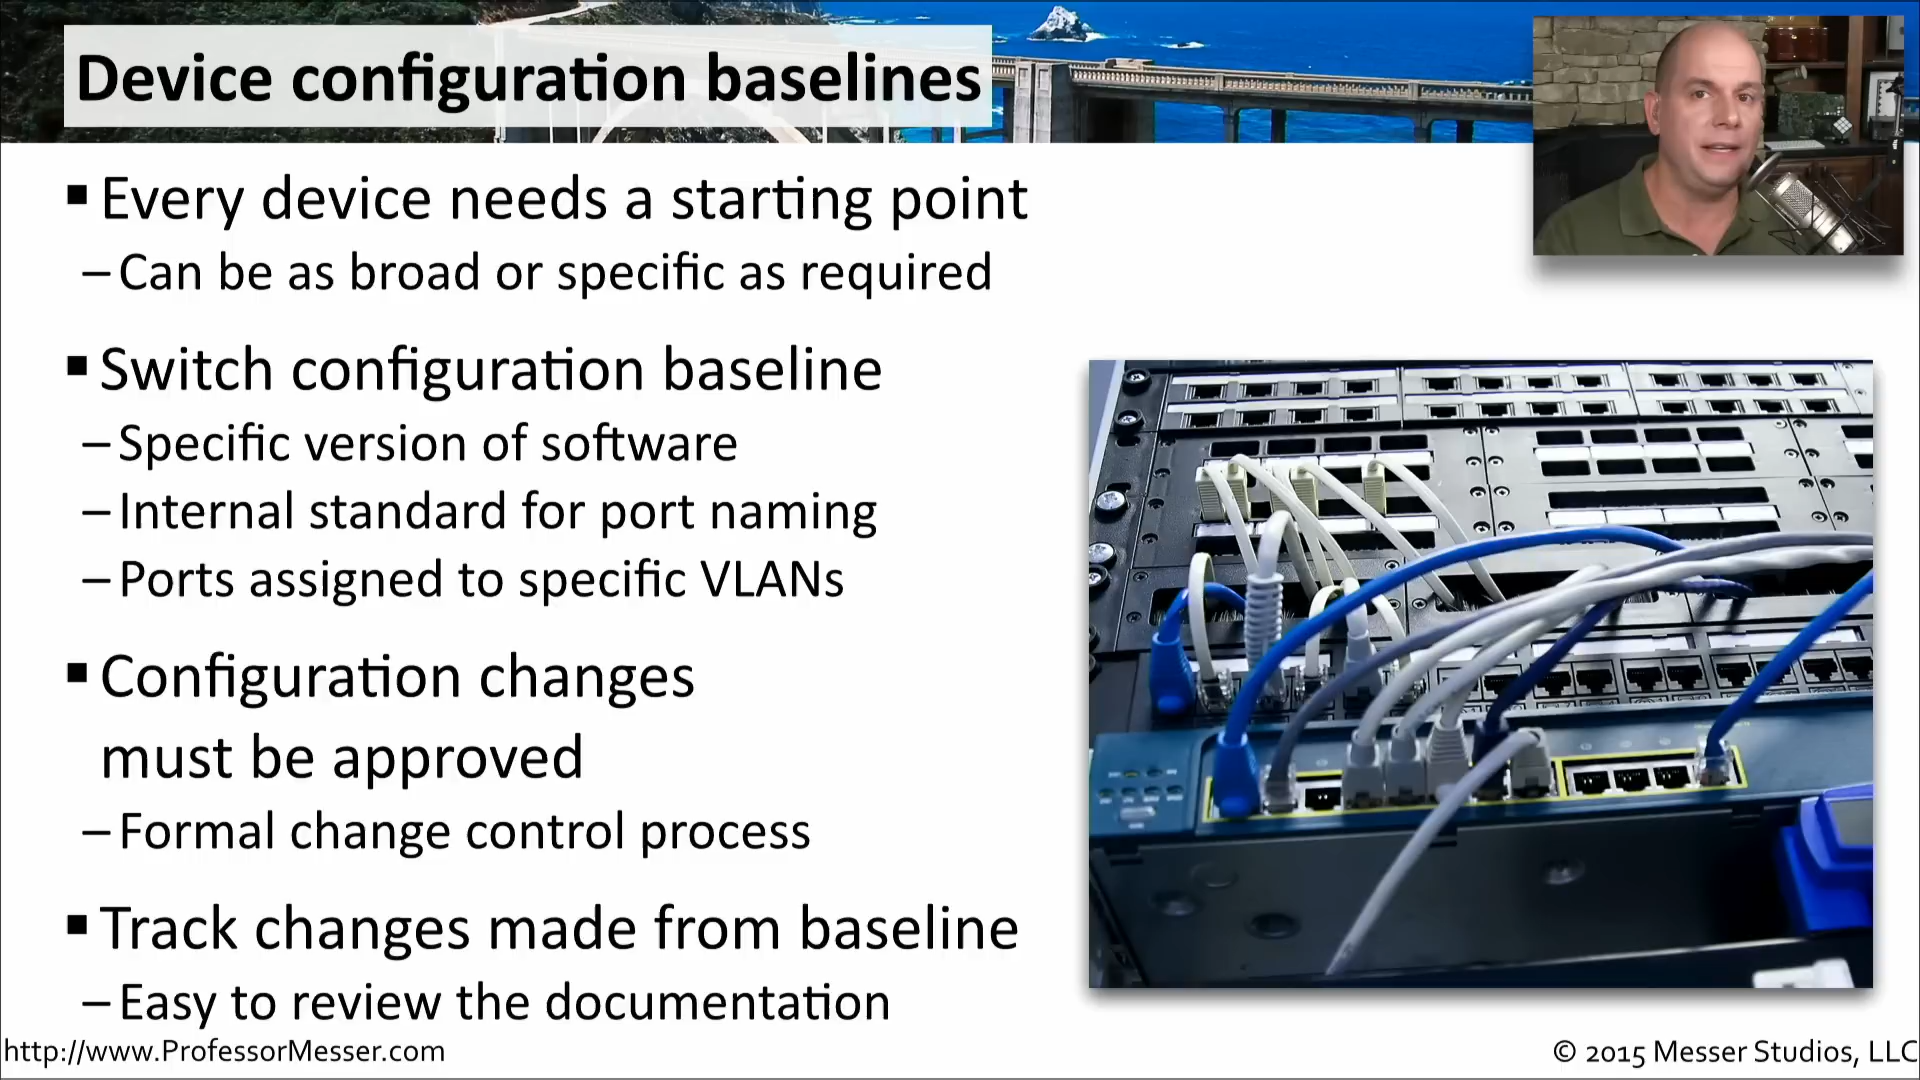 Device configuration baselines
▪ Every device needs a starting point
– Can be as broad or specific as required
▪ Switch configuration baseline
– Specific version of software
– Internal standard for port naming
– Ports assigned to specific VLANs
▪ Configuration changes
must be approved
– Formal change control process
▪ Track changes made from baseline
– Easy to review the documentation
http://www.ProfessorMesser.com
© 2015 Messer Studios, LLC